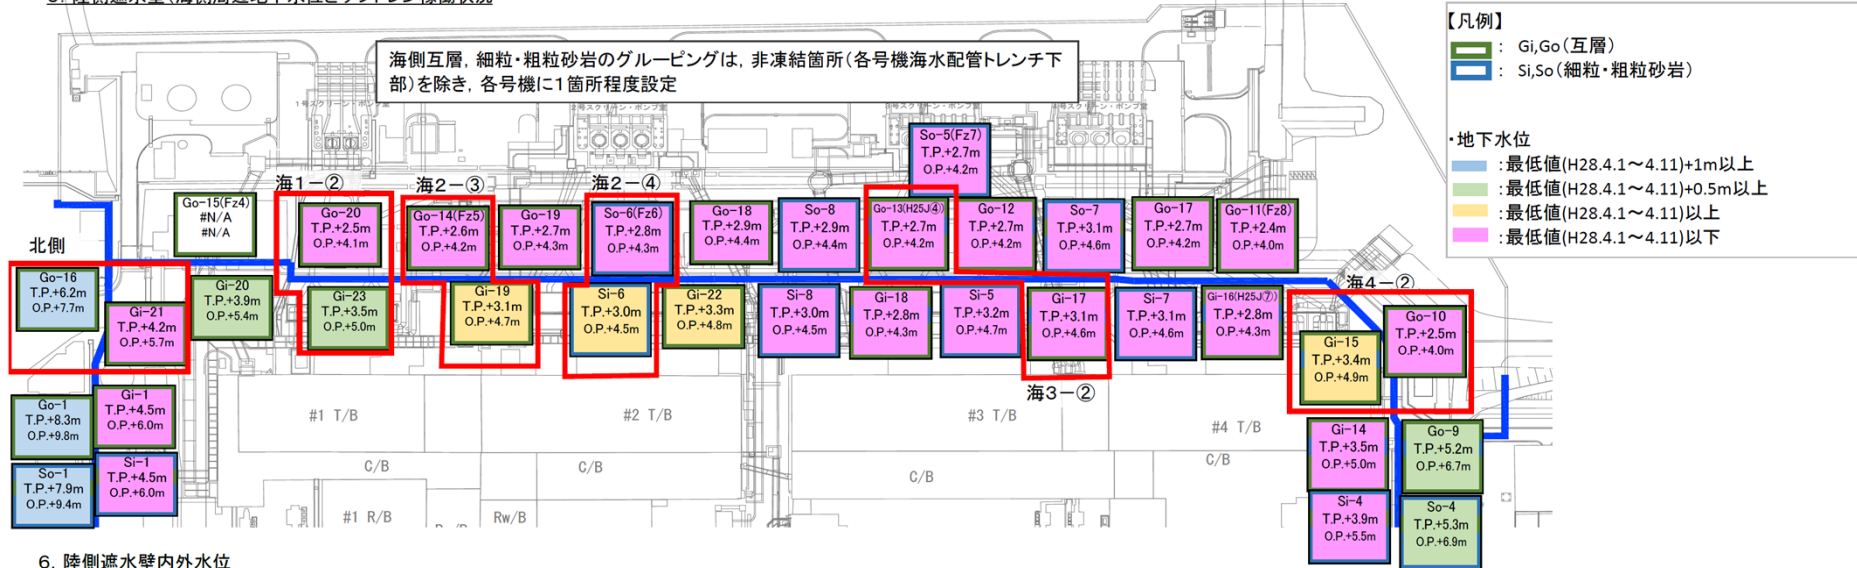 海側互層，細粒・粗粒砂岩のグルーピングは，非凍結箇所（各号機海水配管トレンチ下
部）を除き，各号機に１箇所程度設定
【凡例】
： Gi,Go（互層）
： Si,So（細粒・粗粒砂岩）
・地下水位
：最低値(H28.4.1～4.11)+1m以上
：最低値(H28.4.1～4.11)+0.5m以上
：最低値(H28.4.1～4.11)以上
：最低値(H28.4.1～4.11)以下
So-5(Fz7)
T.P.+2.7m
O.P.+4.2m
海1－②
海2－③
海2－④
Go-15(Fz4)
#N/A
#N/A
Go-20
T.P.+2.5m
O.P.+4.1m
Go-14(Fz5)
T.P.+2.6m
O.P.+4.2m
Go-19
T.P.+2.7m
O.P.+4.3m
So-6(Fz6)
T.P.+2.8m
O.P.+4.3m
Go-18
T.P.+2.9m
O.P.+4.4m
So-8
T.P.+2.9m
O.P.+4.4m
Go-13(H25J④)
T.P.+2.7m
O.P.+4.2m
Go-12
T.P.+2.7m
O.P.+4.2m
So-7
T.P.+3.1m
O.P.+4.6m
Go-17
T.P.+2.7m
O.P.+4.2m
Go-11(Fz8)
T.P.+2.4m
O.P.+4.0m
北側
海4－②
Go-16
T.P.+6.2m
O.P.+7.7m
Gi-21
T.P.+4.2m
O.P.+5.7m
Gi-20
T.P.+3.9m
O.P.+5.4m
Gi-23
T.P.+3.5m
O.P.+5.0m
Gi-19
T.P.+3.1m
O.P.+4.7m
Si-6
T.P.+3.0m
O.P.+4.5m
Gi-22
T.P.+3.3m
O.P.+4.8m
Si-8
T.P.+3.0m
O.P.+4.5m
Gi-18
T.P.+2.8m
O.P.+4.3m
Si-5
T.P.+3.2m
O.P.+4.7m
Gi-17
T.P.+3.1m
O.P.+4.6m
Si-7
T.P.+3.1m
O.P.+4.6m
Gi-16(H25J⑦)
T.P.+2.8m
O.P.+4.3m
Gi-15
T.P.+3.4m
O.P.+4.9m
Go-10
T.P.+2.5m
O.P.+4.0m
海3－②
Go-1
T.P.+8.3m
O.P.+9.8m
Gi-1
T.P.+4.5m
O.P.+6.0m
#1 T/B
#2 T/B
#3 T/B
#4 T/B
Gi-14
T.P.+3.5m
O.P.+5.0m
Go-9
T.P.+5.2m
O.P.+6.7m
So-1
T.P.+7.9m
O.P.+9.4m
Si-1
T.P.+4.5m
O.P.+6.0m
C/B
C/B
C/B
C/B
Si-4
T.P.+3.9m
O.P.+5.5m
So-4
T.P.+5.3m
O.P.+6.9m
#1 R/B
Rw/B
6．陸側遮水壁内外水位